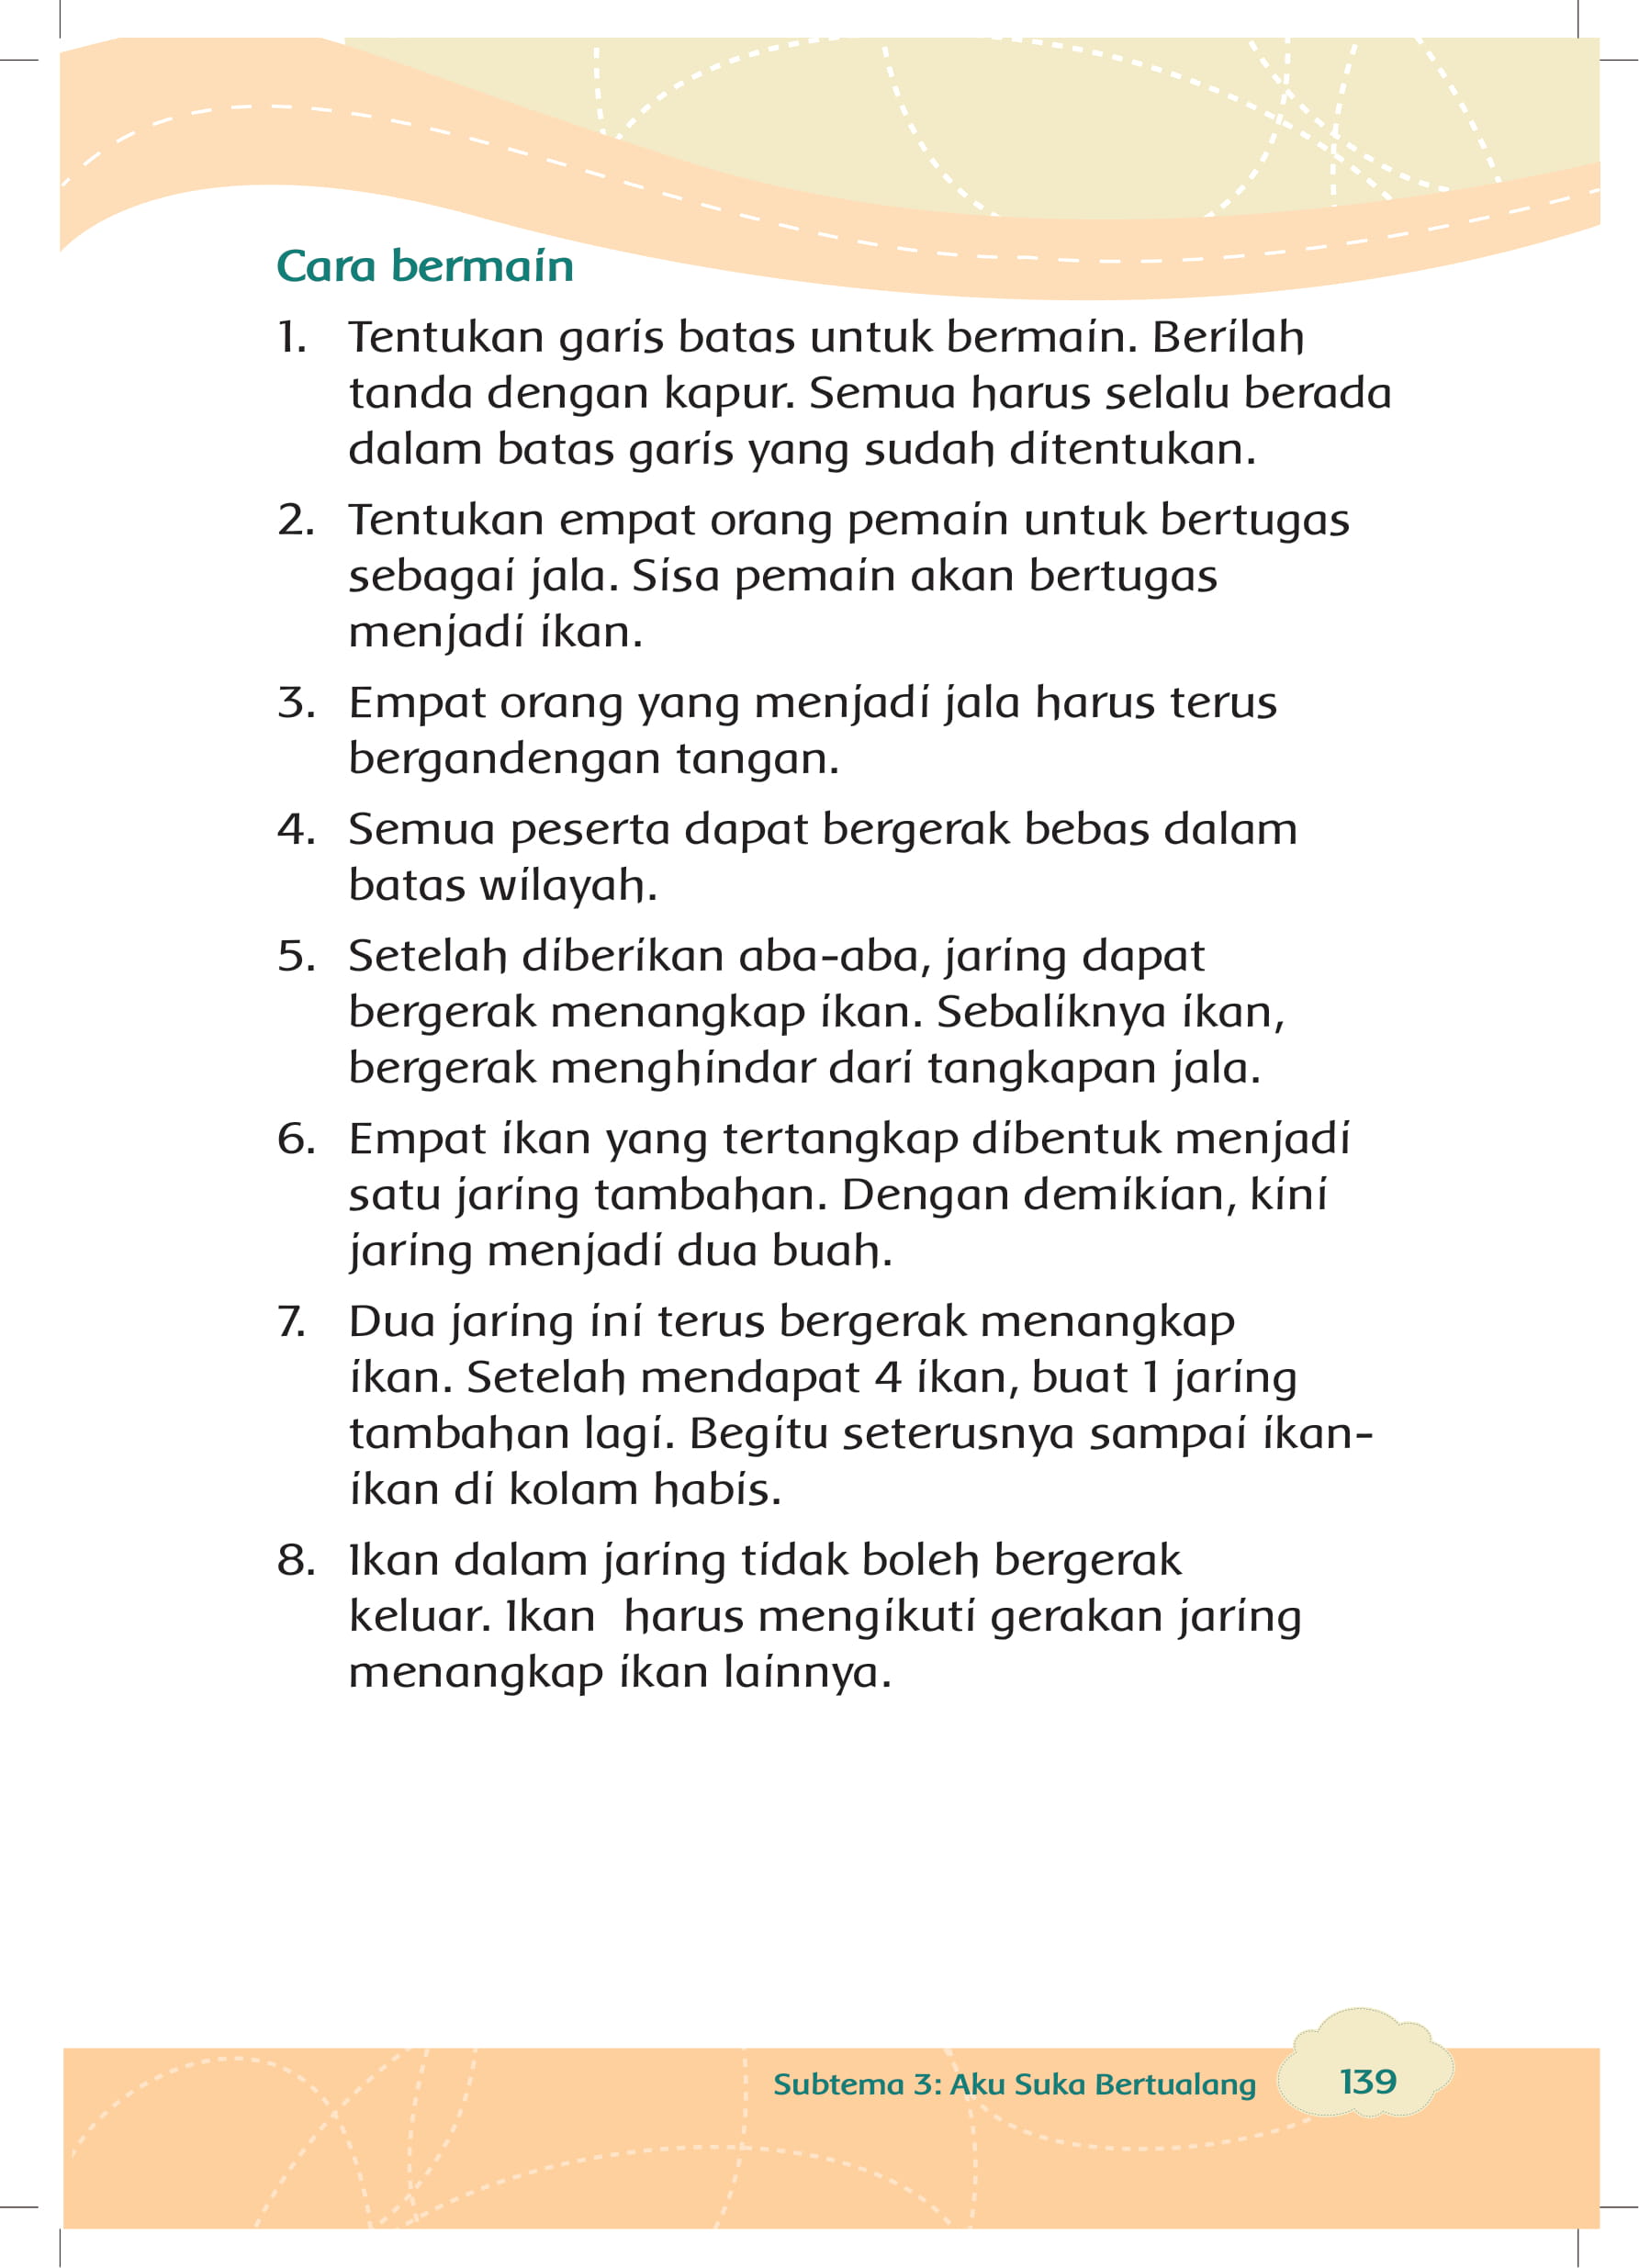 Cara bermain
1. Tentukan garis batas untuk bermain. Berilah
tanda dengan kapur. Semua harus selalu berada
dalam batas garis yang sudah ditentukan.
2. Tentukan empat orang pemain untuk bertugas
sebagai jala. Sisa pemain akan bertugas
menjadi ikan.
3. Empat orang yang menjadi jala harus terus
bergandengan tangan.
4. Semua peserta dapat bergerak bebas dalam
batas wilayah.
5. Setelah diberikan aba-aba, jaring dapat
bergerak menangkap ikan. Sebaliknya ikan,
bergerak menghindar dari tangkapan jala.
6. Empat ikan yang tertangkap dibentuk menjadi
satu jaring tambahan. Dengan demikian, kini
jaring menjadi dua buah.
7. Dua jaring ini terus bergerak menangkap
ikan. Setelah mendapat 4 ikan, buat 1 jaring
tambahan lagi. Begitu seterusnya sampai ikan-
ikan di kolam habis.
8. Ikan dalam jaring tidak boleh bergerak
keluar. Ikan  harus mengikuti gerakan jaring
menangkap ikan lainnya.
Subtema 3: Aku Suka Bertualang
139